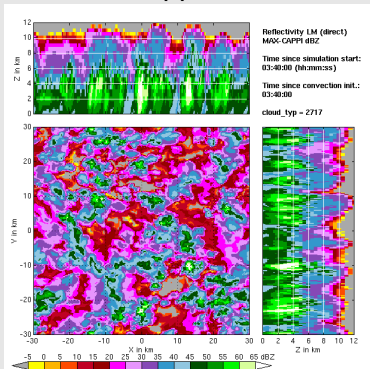 12
10
8
6
4
2
0
Z in km
Reflectivity LM (direct)
MAX-CAPPI dBZ
Time since simulation start:
03:40:00 (hh:mm:ss)
Time since convection init.:
03:40:00
cloud_typ = 2717
30
20
10
0
-10
-20
-30
Y in km
-30 -20 -10 0 10 20 30
X in km
0 2 4 6 8 10 12
Z in km
-5 0 5 10 15 20 25 30 35 40 45 50 55 60 65 dBZ